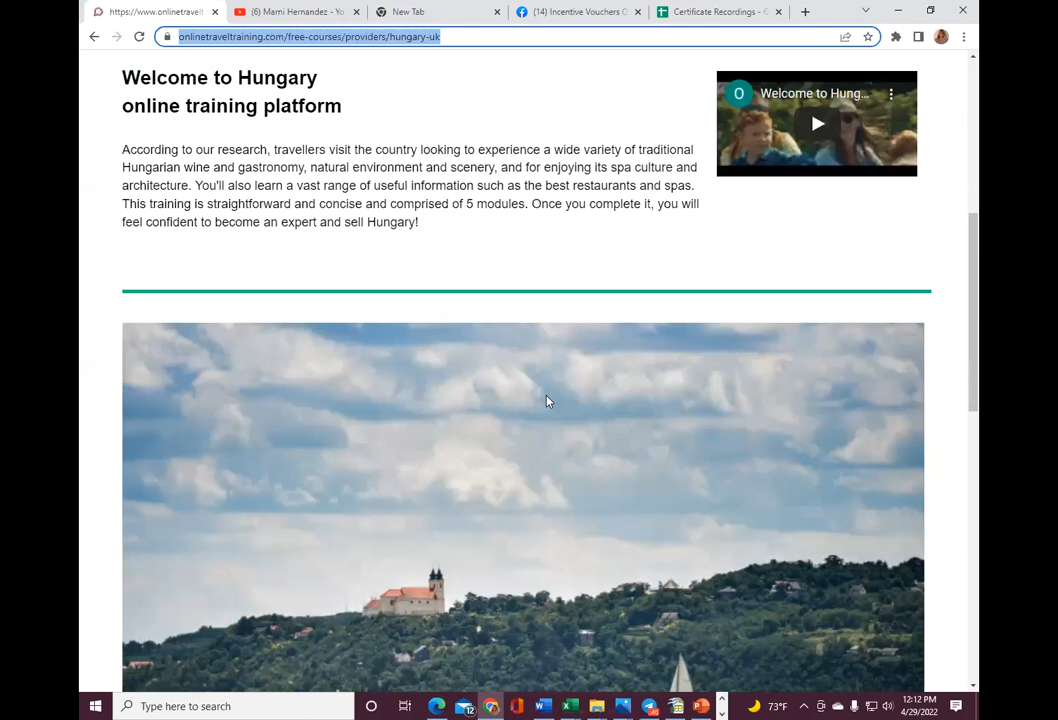 https://www.onlinetravelt
(6) Mami Hernandez - Yo
New Tab
(14) Incentive Vouchers O
Certificate Recordings - G
onlinetraveltraining.com/free-courses/providers/hungary-uk
Welcome to Hungary
online training platform
O Welcome to Hung...
According to our research, travellers visit the country looking to experience a wide variety of traditional
Hungarian wine and gastronomy, natural environment and scenery, and for enjoying its spa culture and
architecture. You'll also learn a vast range of useful information such as the best restaurants and spas.
This training is straightforward and concise and comprised of 5 modules. Once you complete it, you will
feel confident to become an expert and sell Hungary!
Type here to search
12
73°F
12:12 PM
4/29/2022